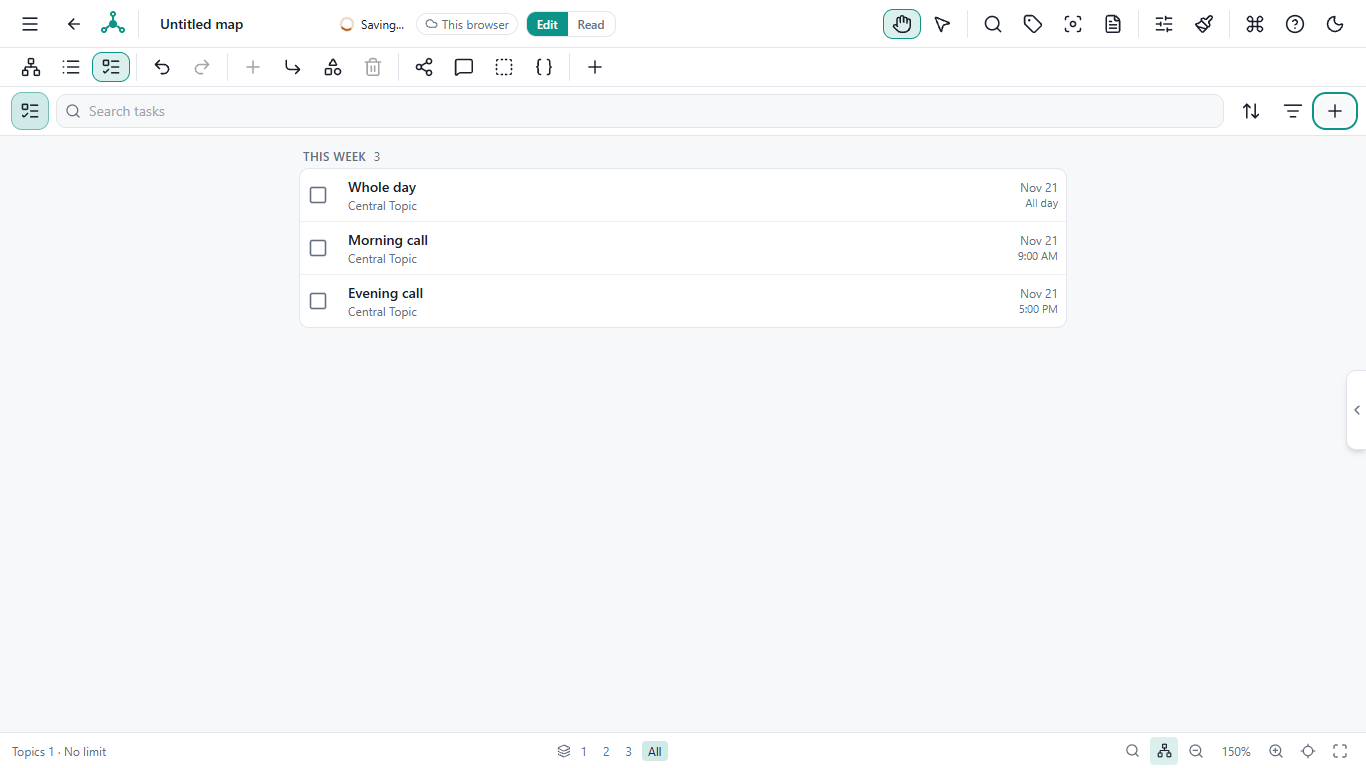 Untitled map
Saving...
This browser
Edit
Read
Search tasks
THIS WEEK 3
Whole day
Central Topic
Nov 21
All day
Morning call
Central Topic
Nov 21
9:00 AM
Evening call
Central Topic
Nov 21
5:00 PM
Topics 1 · No limit
1 2 3 All
150%